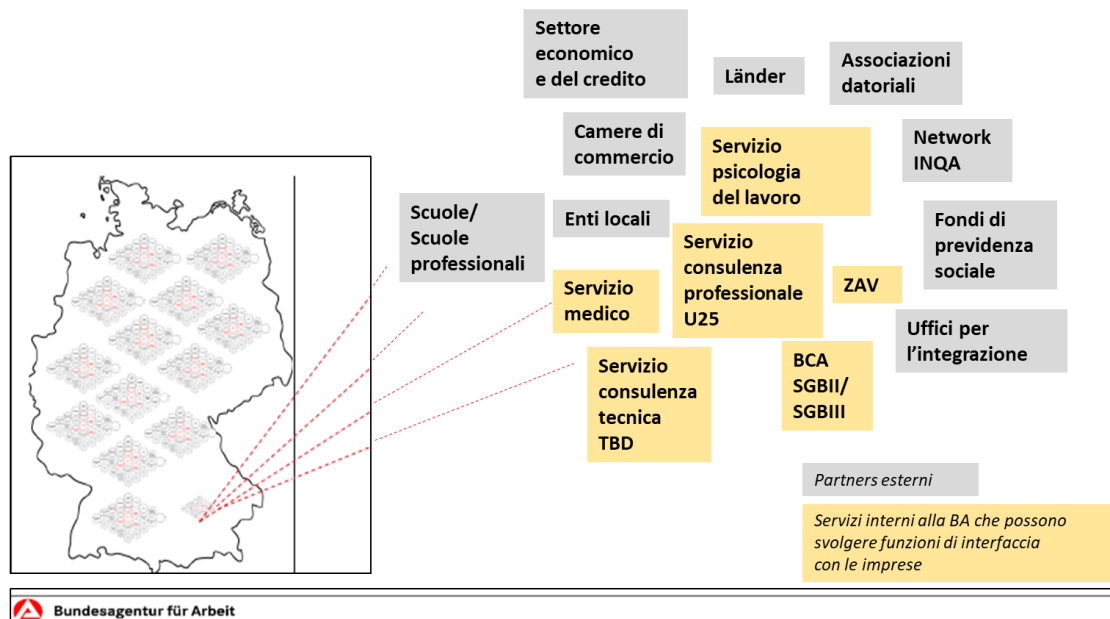 Settore
economico
e del credito
Länder
Associazioni
datoriali
Camere di
commercio
Servizio
psicologia
del lavoro
Network
INQA
Scuole/
Scuole
professionali
Enti locali
Servizio
consulenza
professionale
U25
Fondi di
previdenza
sociale
Servizio
medico
ZAV
Uffici per
l’integrazione
Servizio
consulenza
tecnica
TBD
BCA
SGBII/
SGBIII
Partners esterni
Servizi interni alla BA che possono
svolgere funzioni di interfaccia
con le imprese
Bundesagentur für Arbeit